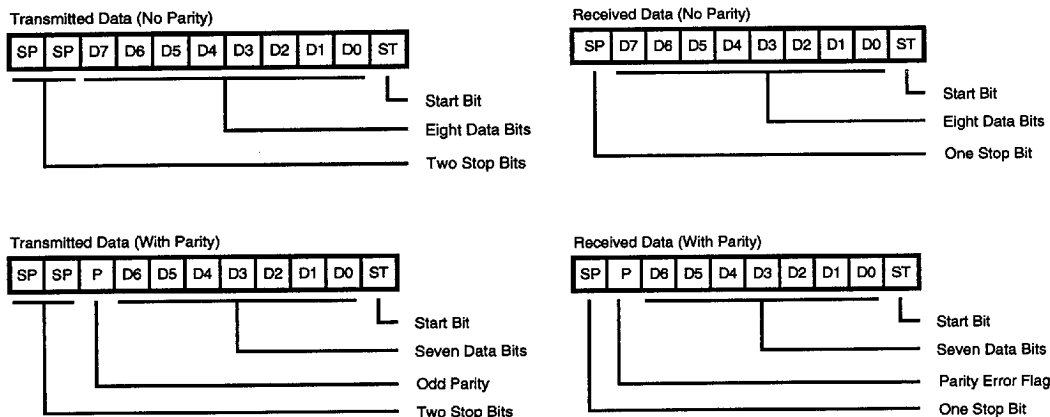 Transmitted Data (No Parity)
SP SP D7 D6 D5 D4 D3 D2 D1 D0 ST
Start Bit
Eight Data Bits
Two Stop Bits
Received Data (No Parity)
SP D7 D6 D5 D4 D3 D2 D1 D0 ST
Start Bit
Eight Data Bits
One Stop Bit
Transmitted Data (With Parity)
SP SP P D6 D5 D4 D3 D2 D1 D0 ST
Start Bit
Seven Data Bits
Odd Parity
Two Stop Bits
Received Data (With Parity)
SP P D6 D5 D4 D3 D2 D1 D0 ST
Start Bit
Seven Data Bits
Parity Error Flag
One Stop Bit